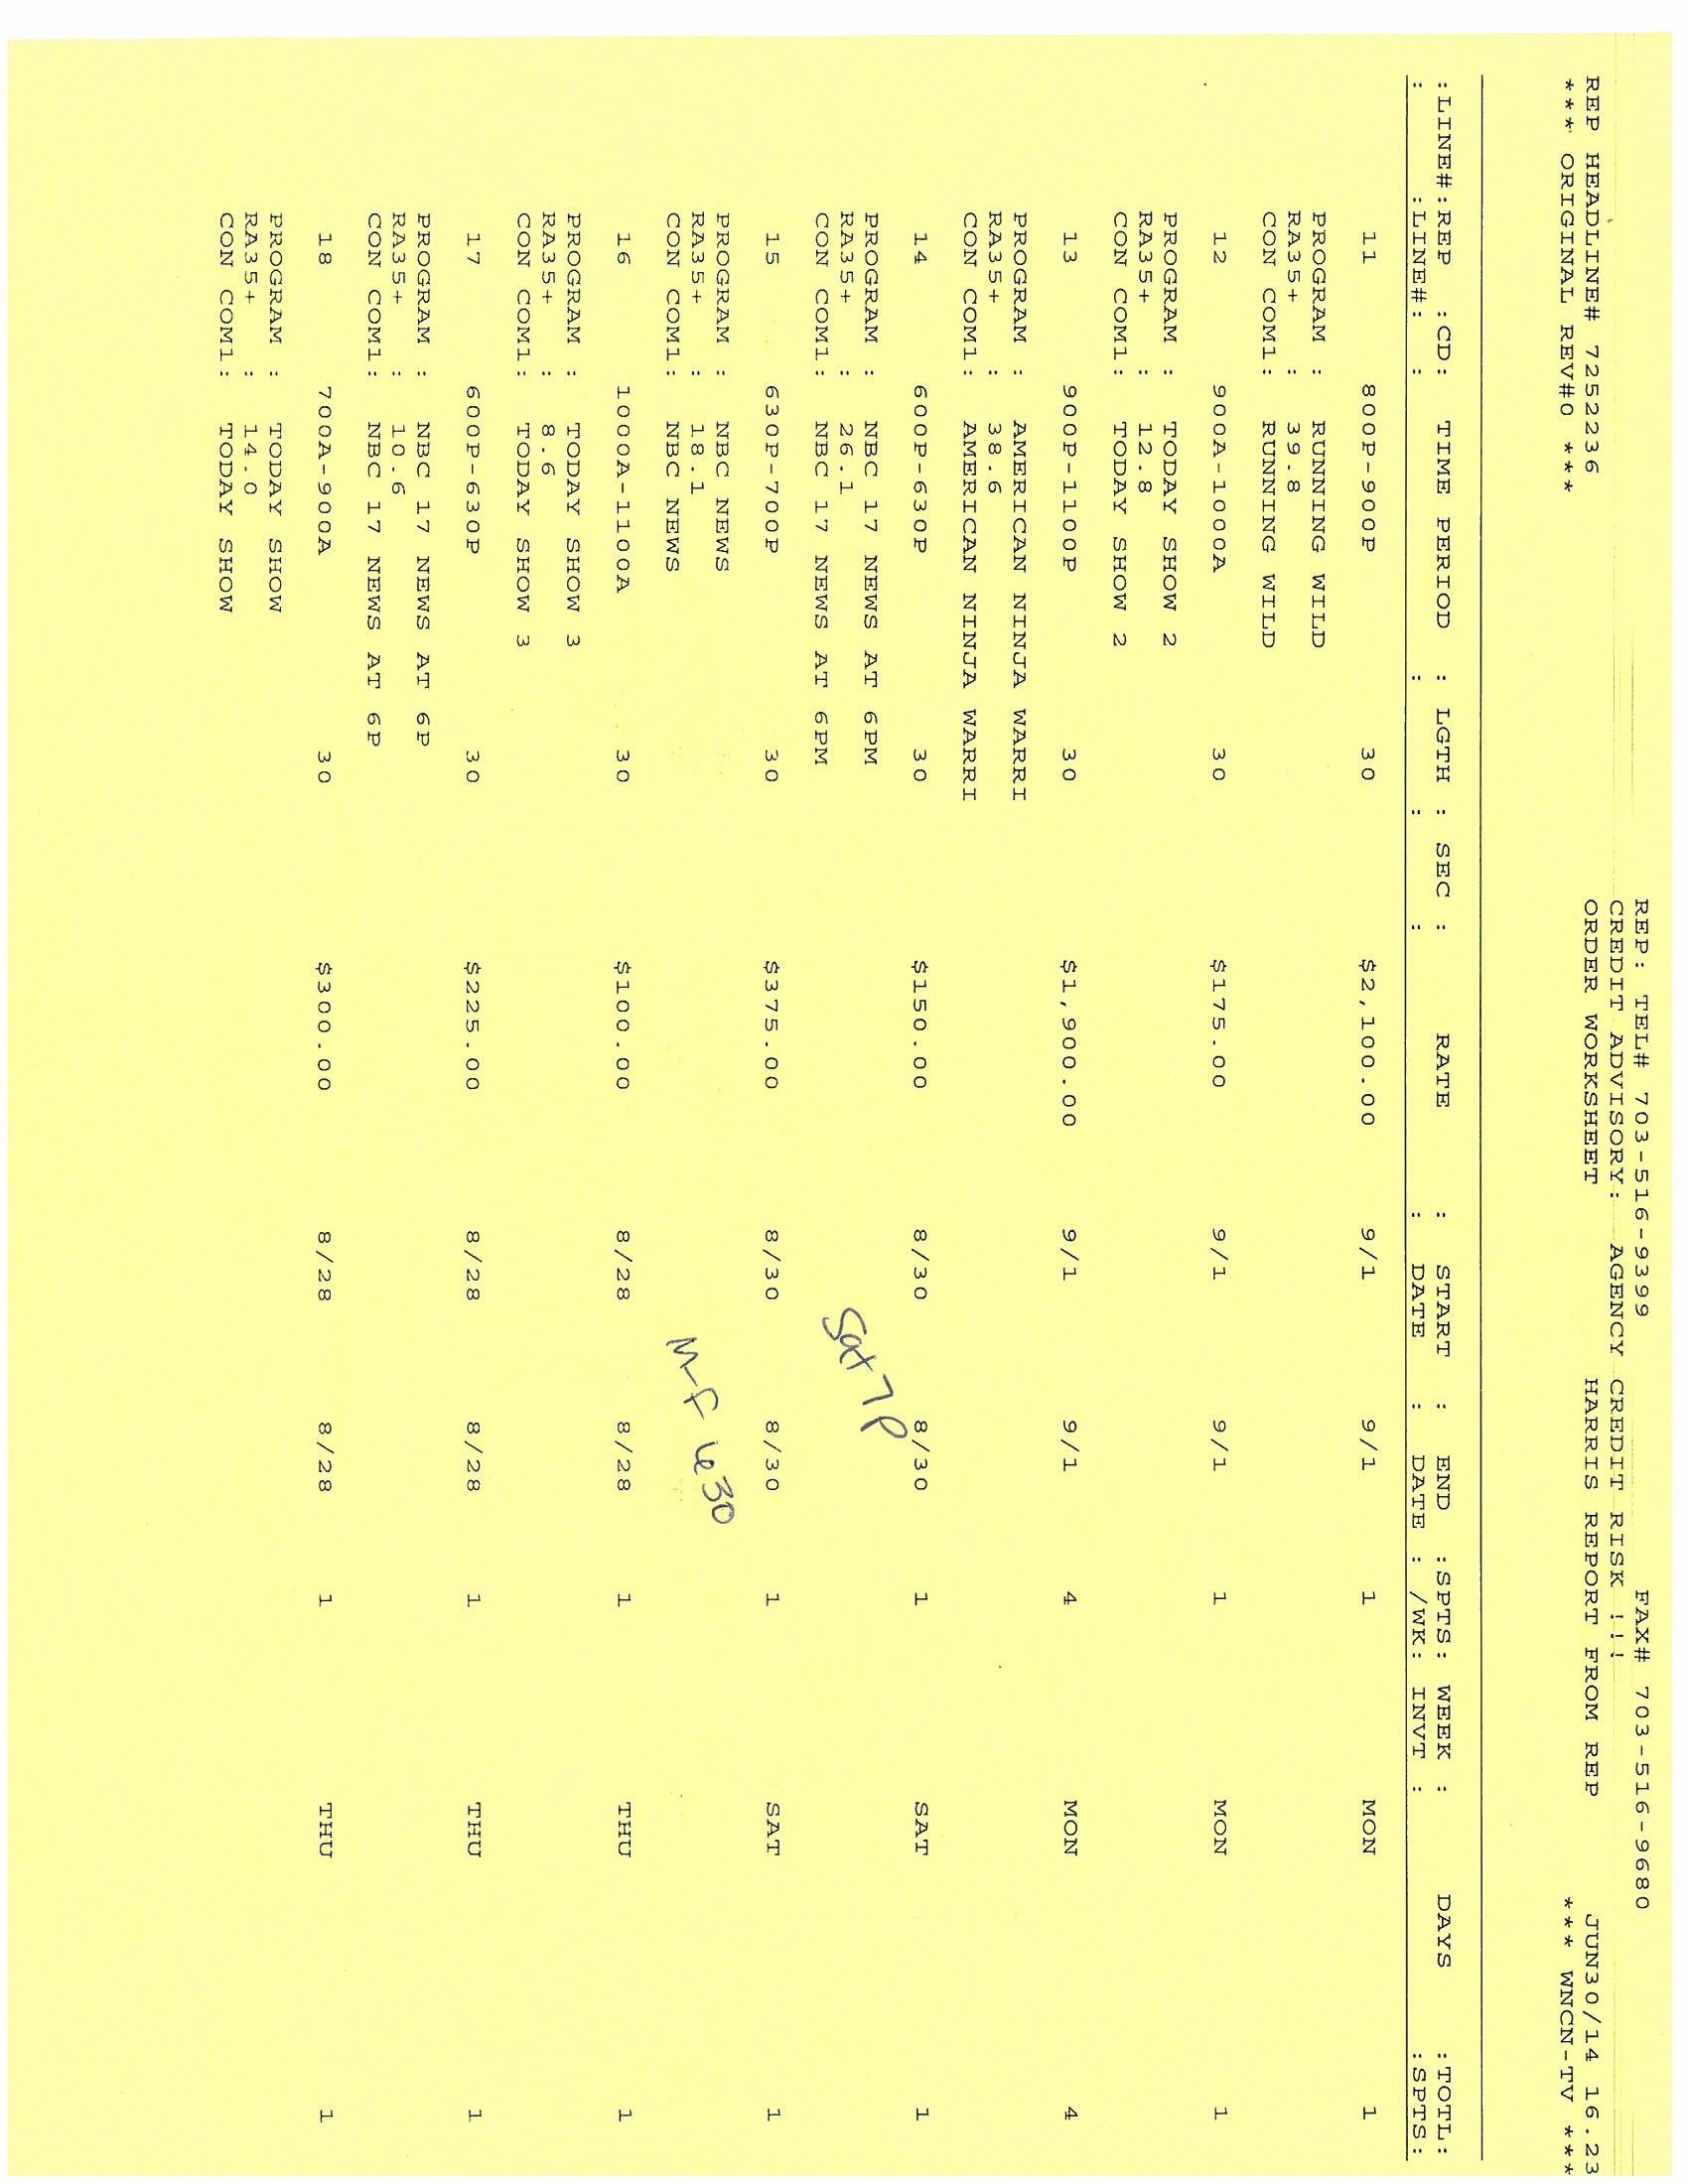 REP: TEL# 703-516-9399 FAX# 703-516-9680
CREDIT ADVISORY: AGENCY CREDIT RISK !!!
REP HEADLINE# 7252236 ORDER WORKSHEET HARRIS REPORT FROM REP JUN30/14 16.23
*** ORIGINAL REV#0 *** *** WNCN-TV ***
:LINE#:REP :CD: TIME PERIOD : LGTH : SEC : RATE : START : END :SPTS: WEEK : DAYS :TOTL:
: :LINE#: : : : : DATE : DATE : /WK: INVT : :SPTS:
11 800P-900P 30 $2,100.00 9/1 9/1 1 MON 1
PROGRAM : RUNNING WILD
RA35+ : 39.8
CON COM1: RUNNING WILD
12 900A-1000A 30 $175.00 9/1 9/1 1 MON 1
PROGRAM : TODAY SHOW 2
RA35+ : 12.8
CON COM1: TODAY SHOW 2
13 900P-1100P 30 $1,900.00 9/1 9/1 4 MON 4
PROGRAM : AMERICAN NINJA WARRI
RA35+ : 38.6
CON COM1: AMERICAN NINJA WARRI
14 600P-630P 30 $150.00 8/30 8/30 1 SAT 1
PROGRAM : NBC 17 NEWS AT 6PM
RA35+ : 26.1
CON COM1: NBC 17 NEWS AT 6PM
Sat 7p
15 630P-700P 30 $375.00 8/30 8/30 1 SAT 1
PROGRAM : NBC NEWS
RA35+ : 18.1
CON COM1: NBC NEWS
M-F 630
16 1000A-1100A 30 $100.00 8/28 8/28 1 THU 1
PROGRAM : TODAY SHOW 3
RA35+ : 8.6
CON COM1: TODAY SHOW 3
17 600P-630P 30 $225.00 8/28 8/28 1 THU 1
PROGRAM : NBC 17 NEWS AT 6P
RA35+ : 10.6
CON COM1: NBC 17 NEWS AT 6P
18 700A-900A 30 $300.00 8/28 8/28 1 THU 1
PROGRAM : TODAY SHOW
RA35+ : 14.0
CON COM1: TODAY SHOW